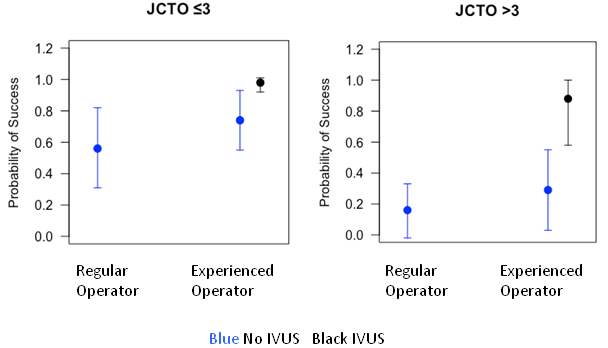 JCTO ≤3
Probability of Success
1.2
1.0
0.8
0.6
0.4
0.2
0.0
Regular
Operator
Experienced
Operator
JCTO >3
Probability of Success
1.2
1.0
0.8
0.6
0.4
0.2
0.0
Regular
Operator
Experienced
Operator
Blue No IVUS Black IVUS